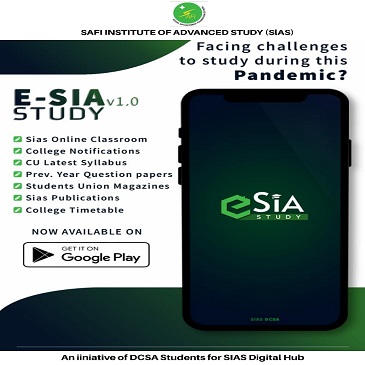 SAFI INSTITUTE OF ADVANCED STUDY (SIAS)
Facing challenges
to study during this
Pandemic?
E-SIA v1.0
STUDY
Sias Online Classroom
College Notifications
CU Latest Syllabus
Prev. Year Question papers
Students Union Magazines
Sias Publications
College Timetable
NOW AVAILABLE ON
GET IT ON
Google Play
eSiA
STUDY
SIAS DCSA
An iniative of DCSA Students for SIAS Digital Hub